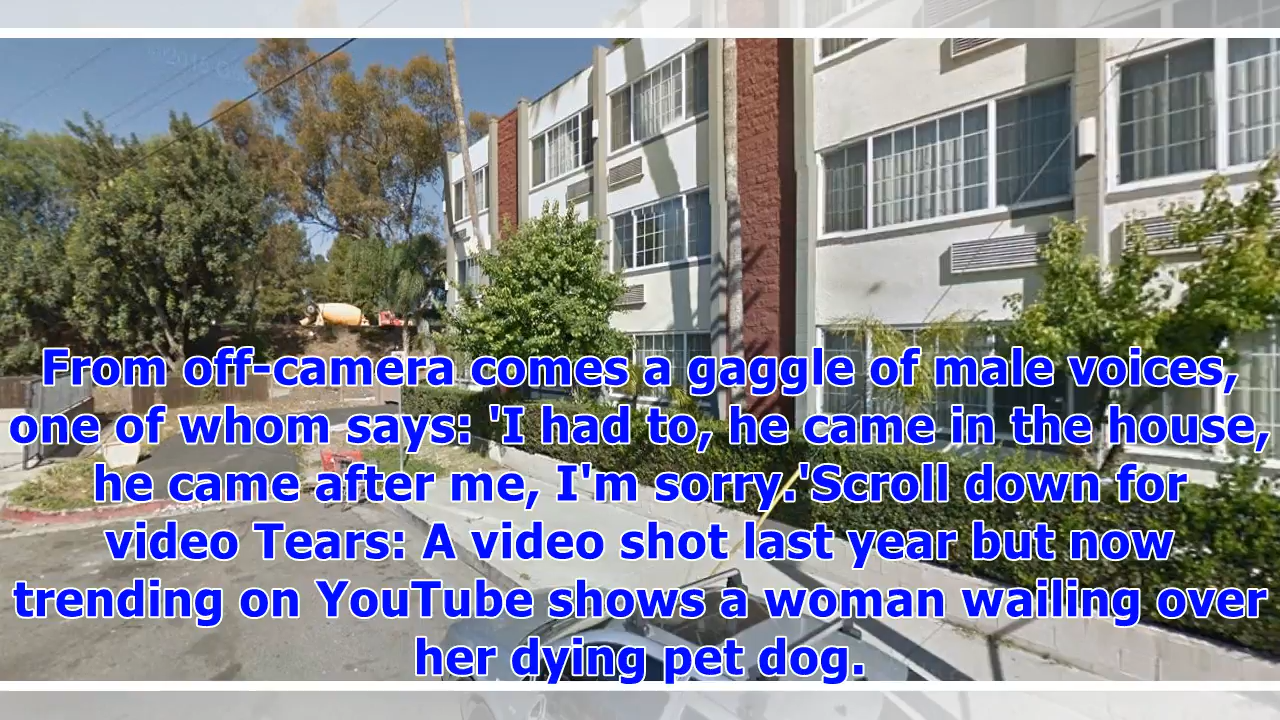 From off-camera comes a gaggle of male voices,
one of whom says: 'I had to, he came in the house,
he came after me, I'm sorry.'Scroll down for
video Tears: A video shot last year but now
trending on YouTube shows a woman wailing over
her dying pet dog.